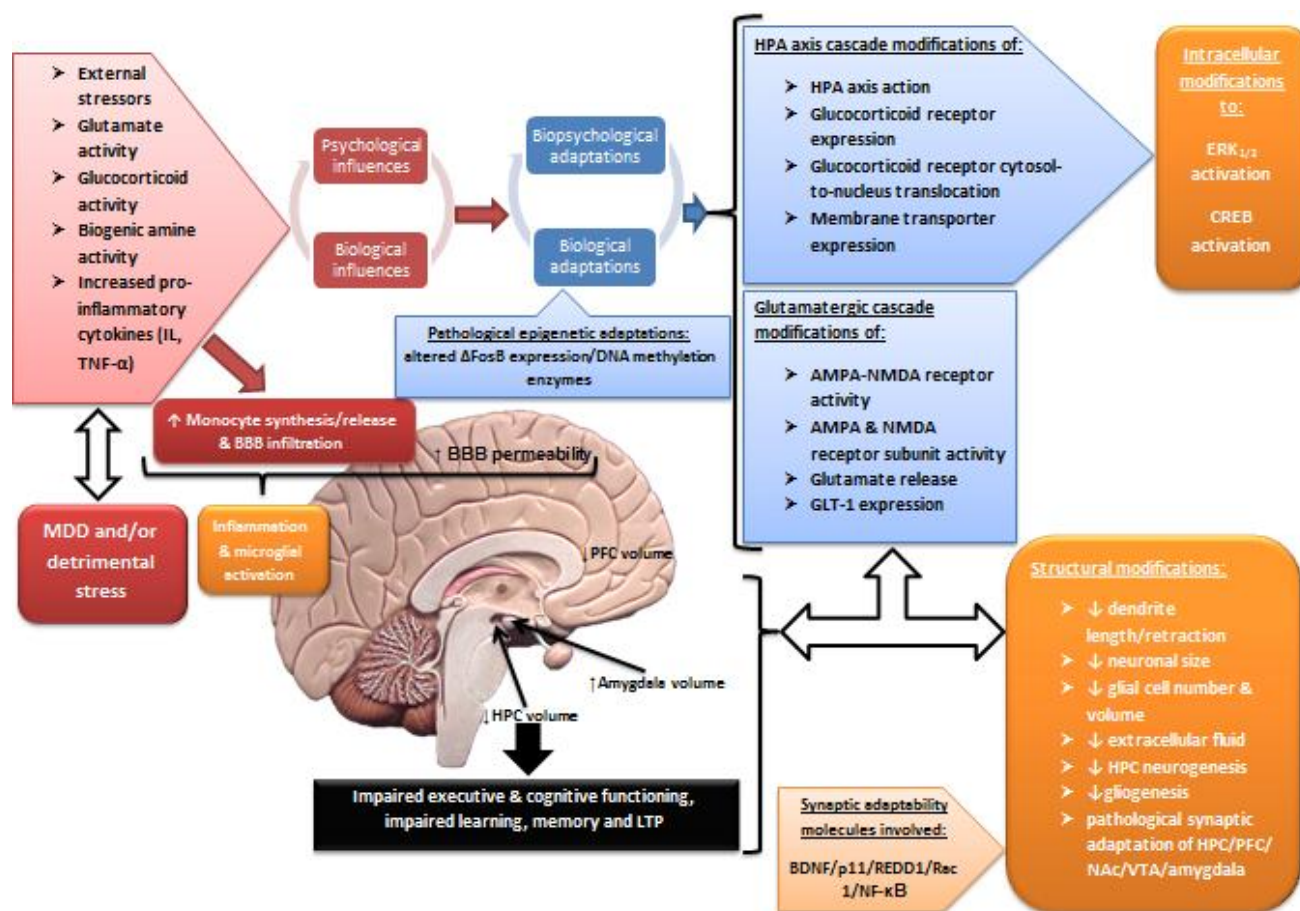 ➤ External
stressors
➤ Glutamate
activity
➤ Glucocorticoid
activity
➤ Biogenic amine
activity
➤ Increased pro-
inflammatory
cytokines (IL,
TNF-α)
Psychological
influences
Biological
influences
Biopsychological
adaptations
Biological
adaptations
Pathological epigenetic adaptations:
altered ΔFosB expression/DNA methylation
enzymes
HPA axis cascade modifications of:
➤ HPA axis action
➤ Glucocorticoid receptor
expression
➤ Glucocorticoid receptor cytosol-
to-nucleus translocation
➤ Membrane transporter
expression
Intracellular
modifications
to:
ERK1/2
activation
CREB
activation
Glutamatergic cascade
modifications of:
➤ AMPA-NMDA receptor
activity
➤ AMPA & NMDA
receptor subunit activity
➤ Glutamate release
➤ GLT-1 expression
↑ Monocyte synthesis/release
& BBB infiltration
↑ BBB permeability
MDD and/or
detrimental
stress
Inflammation
& microglial
activation
↓PFC volume
↑Amygdala volume
↓HPC volume
Impaired executive & cognitive functioning,
impaired learning, memory and LTP
Structural modifications:
➤ ↓ dendrite
length/retraction
➤ ↓ neuronal size
➤ ↓ glial cell number &
volume
➤ ↓ extracellular fluid
➤ ↓ HPC neurogenesis
➤ ↓gliogenesis
➤ pathological synaptic
adaptation of HPC/PFC/
NAc/VTA/amygdala
Synaptic adaptability
molecules involved:
BDNF/p11/REDD1/Rac
1/NF-κB